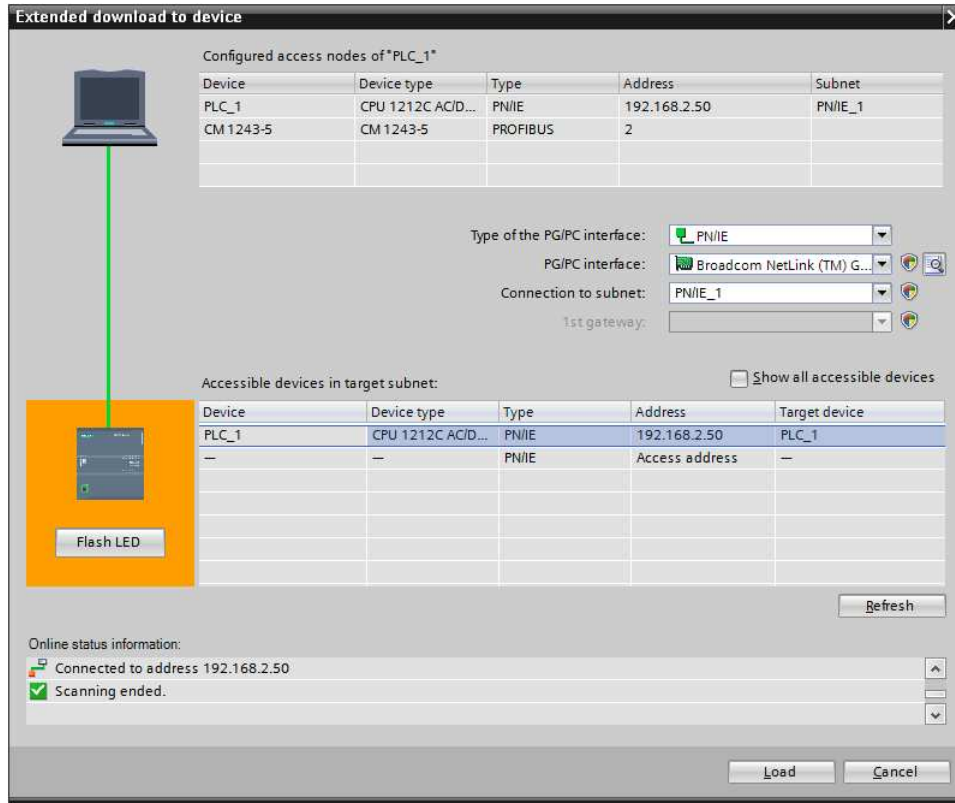 Extended download to device
Configured access nodes of "PLC_1"
Device Device type Type Address Subnet
PLC_1 CPU 1212C AC/D... PN/IE 192.168.2.50 PN/IE_1
CM 1243-5 CM 1243-5 PROFIBUS 2
Type of the PG/PC interface: PN/IE
PG/PC interface: Broadcom NetLink (TM) G...
Connection to subnet: PN/IE_1
1st gateway:
Accessible devices in target subnet: Show all accessible devices
Device Device type Type Address Target device
PLC_1 CPU 1212C AC/D... PN/IE 192.168.2.50 PLC_1
— — PN/IE Access address —
Flash LED
Refresh
Online status information:
Connected to address 192.168.2.50
Scanning ended.
Load Cancel